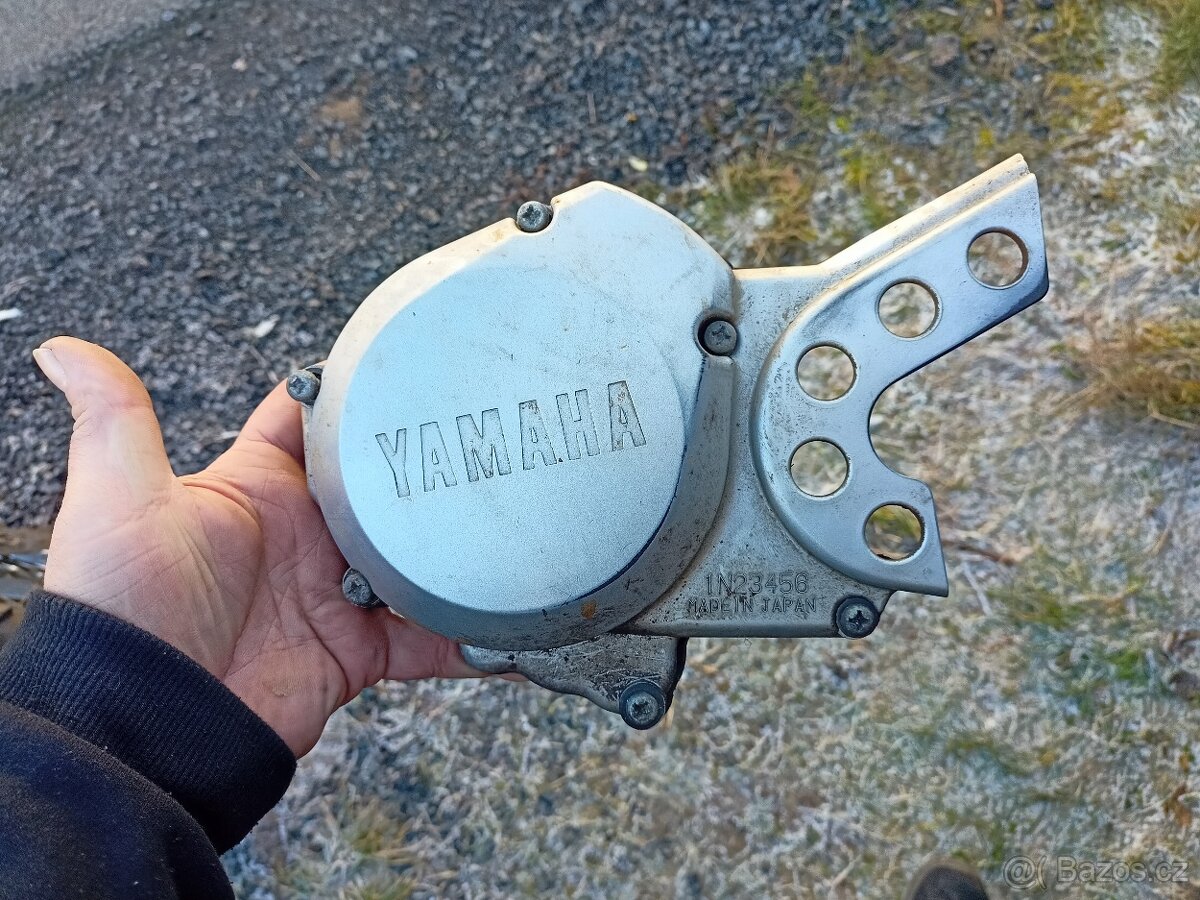 YAMAHA
1N23456
MADE IN JAPAN
@( Bazos.cz